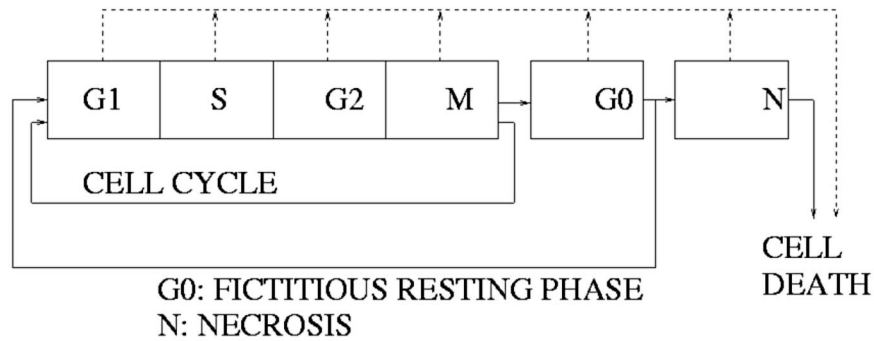 G1 S G2 M G0 N
CELL CYCLE
CELL
DEATH
G0: FICTITIOUS RESTING PHASE
N: NECROSIS